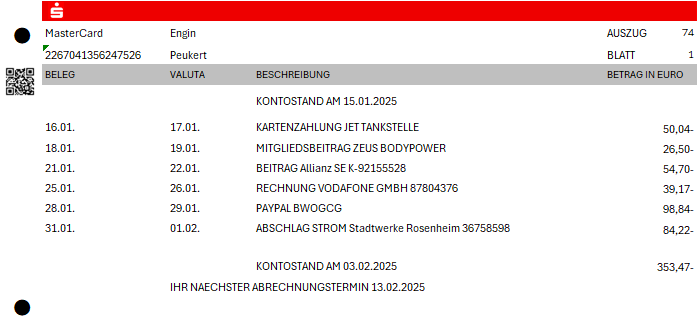 MasterCard Engin AUSZUG 74
2267041356247526 Peukert BLATT 1
BELEG VALUTA BESCHREIBUNG BETRAG IN EURO
KONTOSTAND AM 15.01.2025
16.01. 17.01. KARTENZAHLUNG JET TANKSTELLE 50,04-
18.01. 19.01. MITGLIEDSBEITRAG ZEUS BODYPOWER 26,50-
21.01. 22.01. BEITRAG Allianz SE K-92155528 54,70-
25.01. 26.01. RECHNUNG VODAFONE GMBH 87804376 39,17-
28.01. 29.01. PAYPAL BWOGCG 98,84-
31.01. 01.02. ABSCHLAG STROM Stadtwerke Rosenheim 36758598 84,22-
KONTOSTAND AM 03.02.2025 353,47-
IHR NAECHSTER ABRECHNUNGSTERMIN 13.02.2025